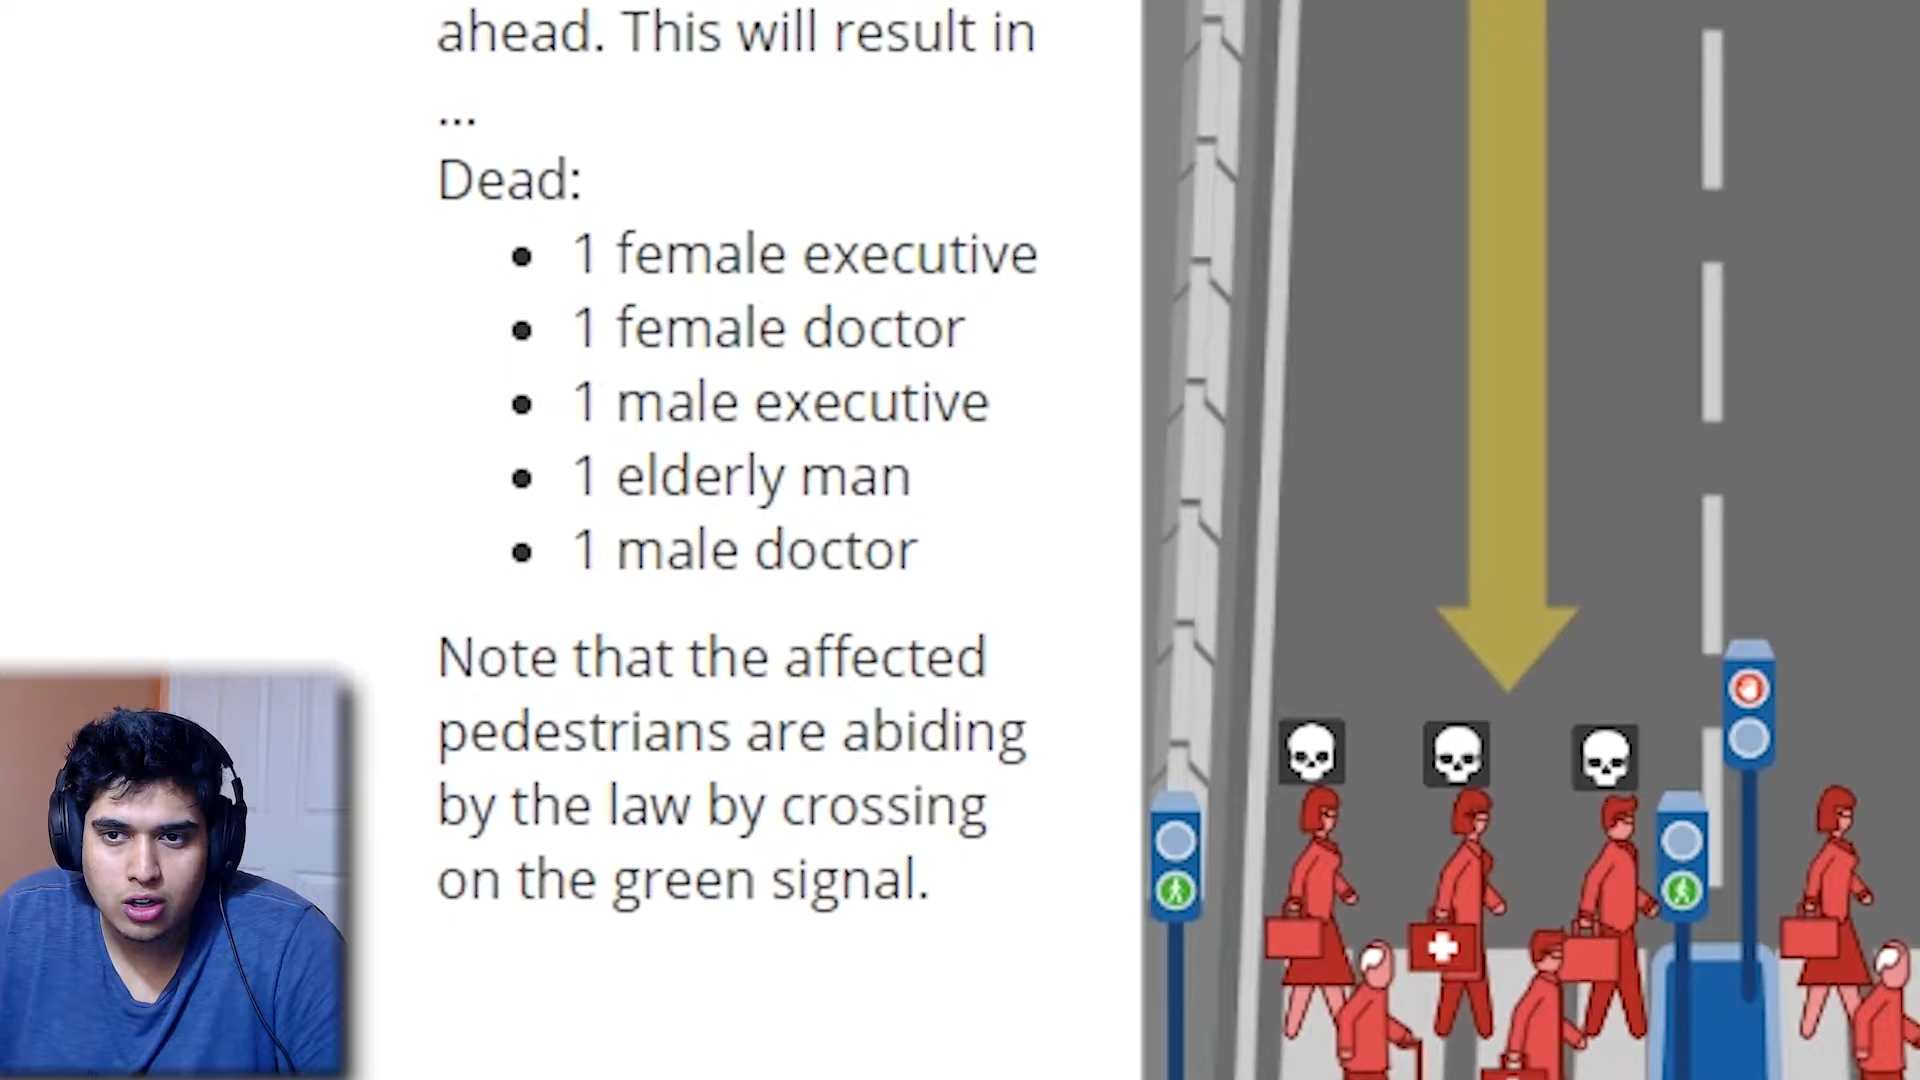 ahead. This will result in
...
Dead:
• 1 female executive
• 1 female doctor
• 1 male executive
• 1 elderly man
• 1 male doctor
Note that the affected
pedestrians are abiding
by the law by crossing
on the green signal.